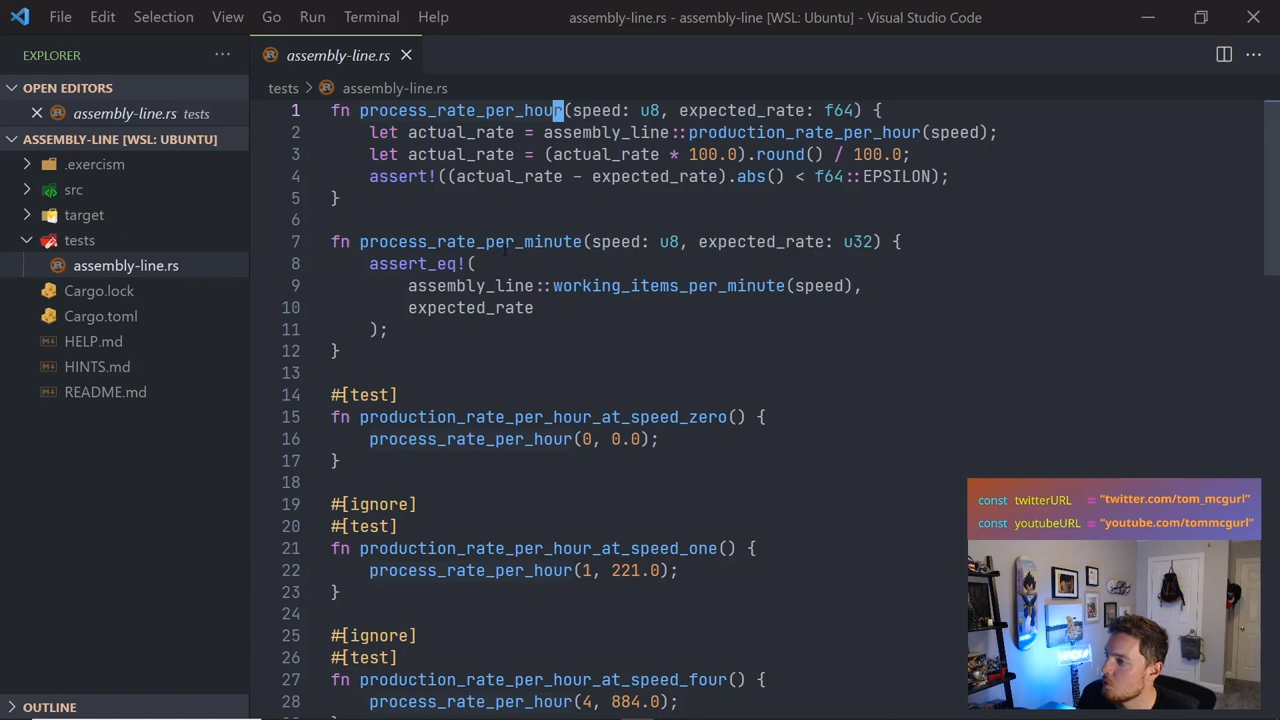 File Edit Selection View Go Run Terminal Help
assembly-line.rs - assembly-line [WSL: Ubuntu] - Visual Studio Code
EXPLORER
OPEN EDITORS
assembly-line.rs tests
ASSEMBLY-LINE [WSL: UBUNTU]
.exercism
src
target
tests
assembly-line.rs
Cargo.lock
Cargo.toml
HELP.md
HINTS.md
README.md
OUTLINE
assembly-line.rs
tests > assembly-line.rs
1 fn process_rate_per_hour(speed: u8, expected_rate: f64) {
2 let actual_rate = assembly_line::production_rate_per_hour(speed);
3 let actual_rate = (actual_rate * 100.0).round() / 100.0;
4 assert!((actual_rate - expected_rate).abs() < f64::EPSILON);
5 }
6
7 fn process_rate_per_minute(speed: u8, expected_rate: u32) {
8 assert_eq!(
9 assembly_line::working_items_per_minute(speed),
10 expected_rate
11 );
12 }
13
14 #[test]
15 fn production_rate_per_hour_at_speed_zero() {
16 process_rate_per_hour(0, 0.0);
17 }
18
19 #[ignore]
20 #[test]
21 fn production_rate_per_hour_at_speed_one() {
22 process_rate_per_hour(1, 221.0);
23 }
24
25 #[ignore]
26 #[test]
27 fn production_rate_per_hour_at_speed_four() {
28 process_rate_per_hour(4, 884.0);
const twitterURL = "twitter.com/tom_mcgurl"
const youtubeURL = "youtube.com/tommcgurl"